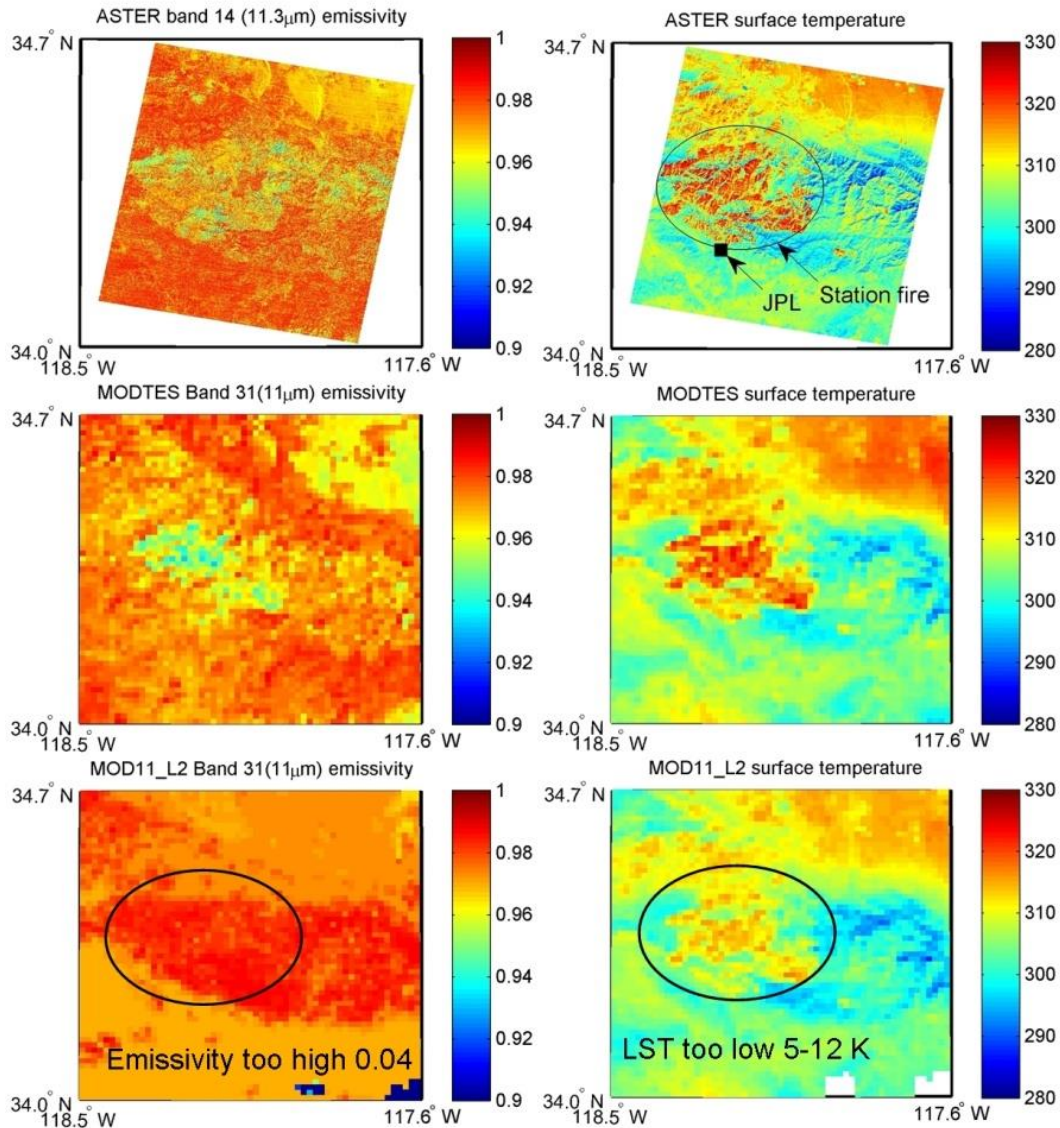 ASTER band 14 (11.3μm) emissivity
34.7° N
34.0° N
118.5° W
117.6° W
1
0.98
0.96
0.94
0.92
0.9
ASTER surface temperature
34.7° N
34.0° N
118.5° W
117.6° W
JPL
Station fire
330
320
310
300
290
280
MODTES Band 31(11μm) emissivity
34.7° N
34.0° N
118.5° W
117.6° W
1
0.98
0.96
0.94
0.92
0.9
MODTES surface temperature
34.7° N
34.0° N
118.5° W
117.6° W
330
320
310
300
290
280
MOD11_L2 Band 31(11μm) emissivity
34.7° N
34.0° N
118.5° W
117.6° W
Emissivity too high 0.04
1
0.98
0.96
0.94
0.92
0.9
MOD11_L2 surface temperature
34.7° N
34.0° N
118.5° W
117.6° W
LST too low 5-12 K
330
320
310
300
290
280